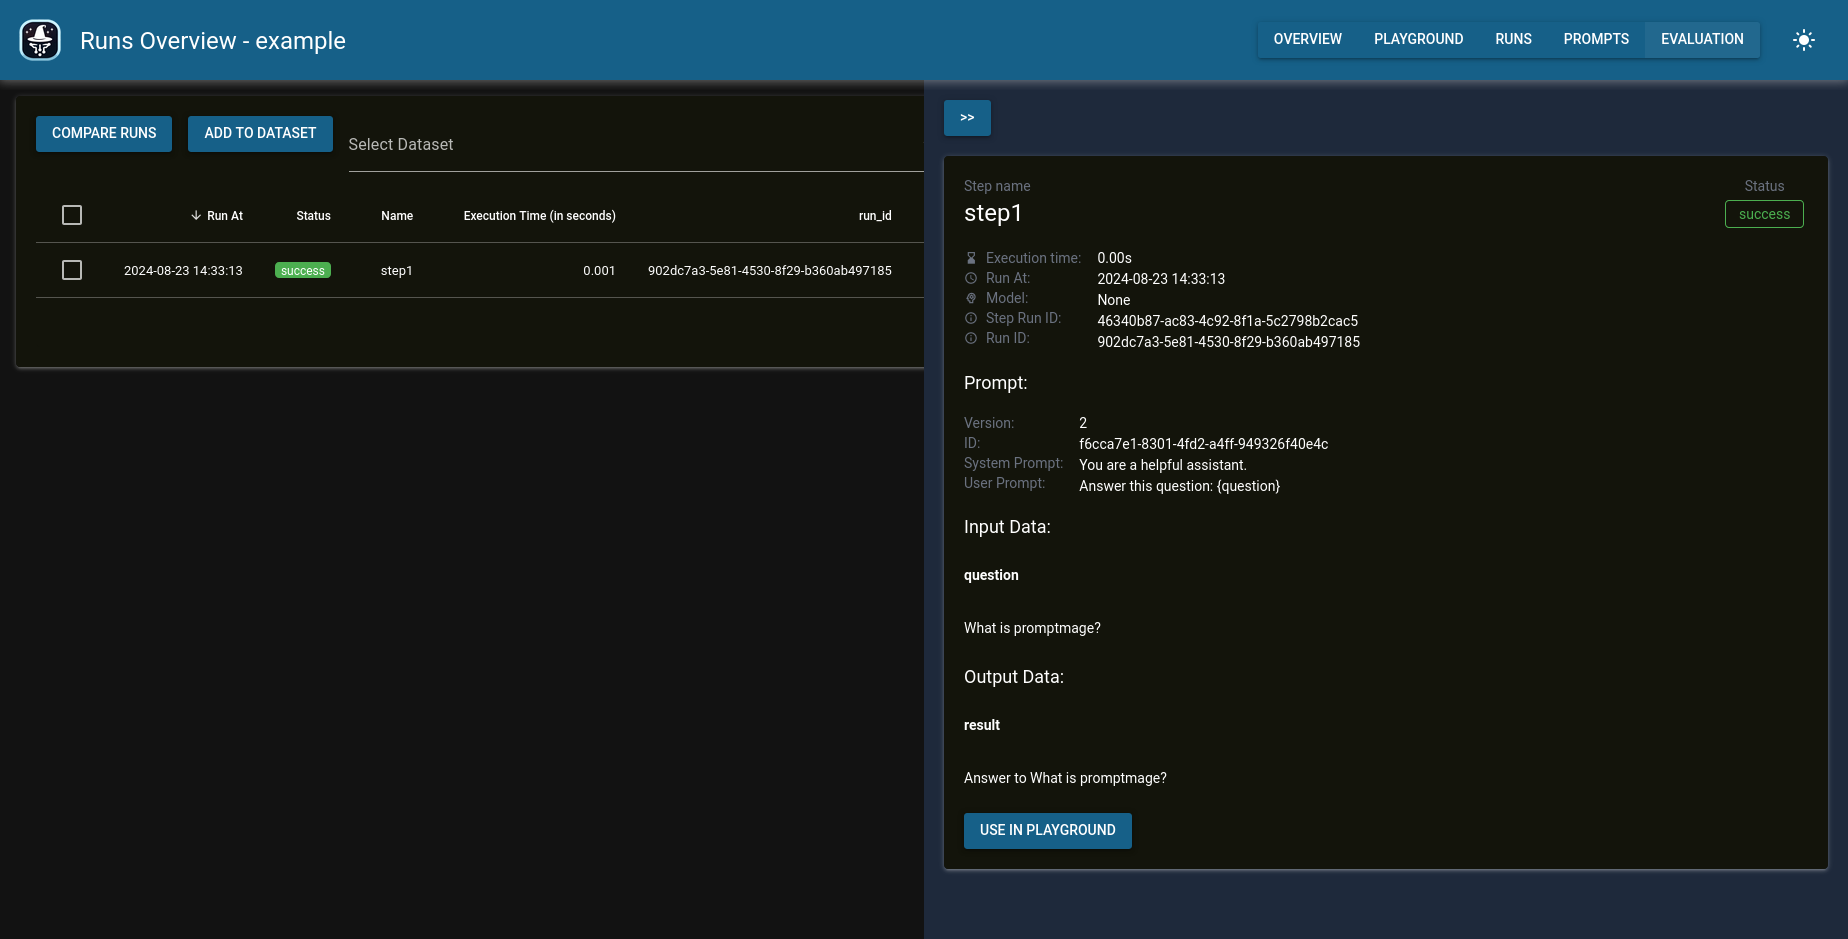 Runs Overview - example
OVERVIEW PLAYGROUND RUNS PROMPTS EVALUATION
COMPARE RUNS ADD TO DATASET Select Dataset
Run At Status Name Execution Time (in seconds) run_id
2024-08-23 14:33:13 success step1 0.001 902dc7a3-5e81-4530-8f29-b360ab497185
>>
Step name Status
step1 success
Execution time: 0.00s
Run At: 2024-08-23 14:33:13
Model: None
Step Run ID: 46340b87-ac83-4c92-8f1a-5c2798b2cac5
Run ID: 902dc7a3-5e81-4530-8f29-b360ab497185
Prompt:
Version: 2
ID: f6cca7e1-8301-4fd2-a4ff-949326f40e4c
System Prompt: You are a helpful assistant.
User Prompt: Answer this question: {question}
Input Data:
question
What is promptmage?
Output Data:
result
Answer to What is promptmage?
USE IN PLAYGROUND